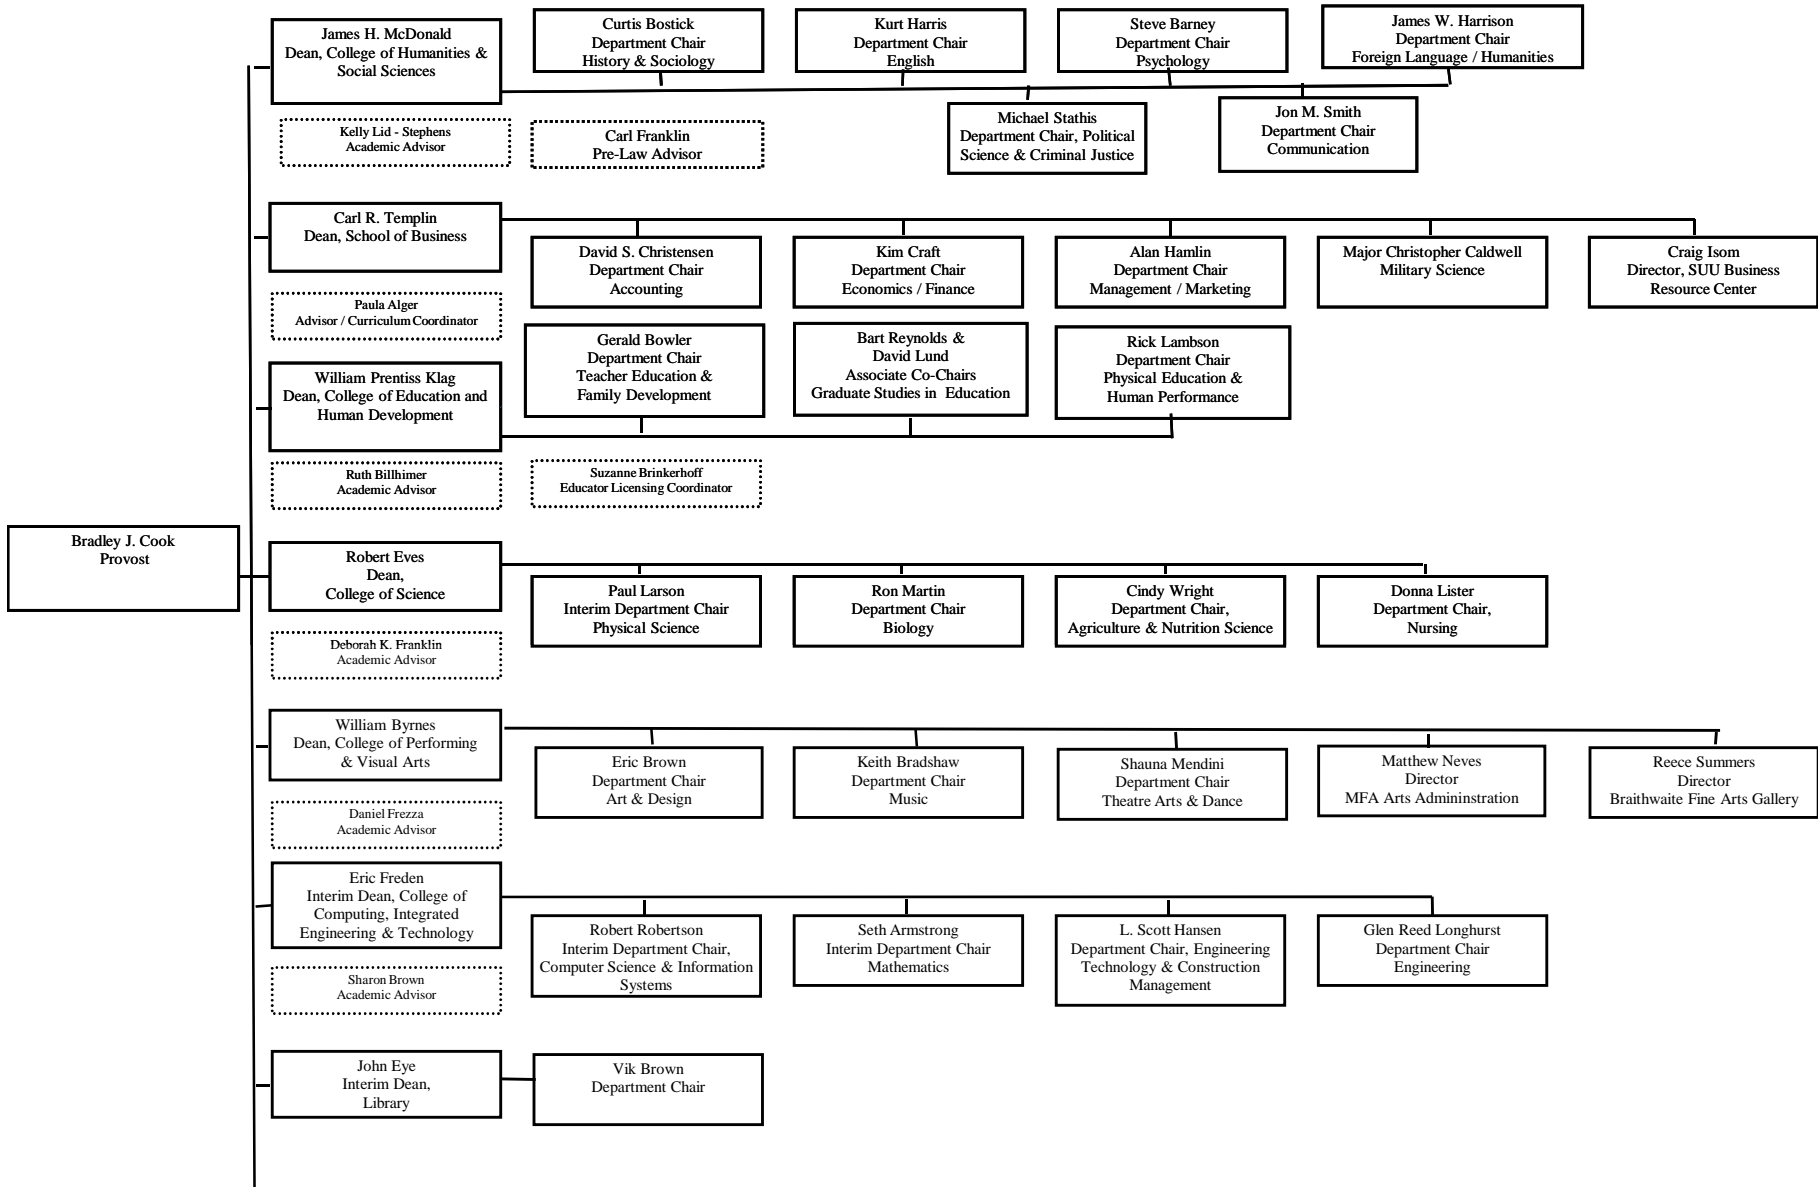 James H. McDonald
Dean, College of Humanities &
Social Sciences
Curtis Bostick
Department Chair
History & Sociology
Kurt Harris
Department Chair
English
Steve Barney
Department Chair
Psychology
James W. Harrison
Department Chair
Foreign Language / Humanities
Kelly Lid - Stephens
Academic Advisor
Carl Franklin
Pre-Law Advisor
Michael Stathis
Department Chair, Political
Science & Criminal Justice
Jon M. Smith
Department Chair
Communication
Carl R. Templin
Dean, School of Business
David S. Christensen
Department Chair
Accounting
Kim Craft
Department Chair
Economics / Finance
Alan Hamlin
Department Chair
Management / Marketing
Major Christopher Caldwell
Military Science
Craig Isom
Director, SUU Business
Resource Center
Paula Alger
Advisor / Curriculum Coordinator
William Prentiss Klag
Dean, College of Education and
Human Development
Gerald Bowler
Department Chair
Teacher Education &
Family Development
Bart Reynolds &
David Lund
Associate Co-Chairs
Graduate Studies in Education
Rick Lambson
Department Chair
Physical Education &
Human Performance
Ruth Billhimer
Academic Advisor
Suzanne Brinkerhoff
Educator Licensing Coordinator
Bradley J. Cook
Provost
Robert Eves
Dean,
College of Science
Paul Larson
Interim Department Chair
Physical Science
Ron Martin
Department Chair
Biology
Cindy Wright
Department Chair,
Agriculture & Nutrition Science
Donna Lister
Department Chair,
Nursing
Deborah K. Franklin
Academic Advisor
William Byrnes
Dean, College of Performing
& Visual Arts
Eric Brown
Department Chair
Art & Design
Keith Bradshaw
Department Chair
Music
Shauna Mendini
Department Chair
Theatre Arts & Dance
Matthew Neves
Director
MFA Arts Admininstration
Reece Summers
Director
Braithwaite Fine Arts Gallery
Daniel Frezza
Academic Advisor
Eric Freden
Interim Dean, College of
Computing, Integrated
Engineering & Technology
Robert Robertson
Interim Department Chair,
Computer Science & Information
Systems
Seth Armstrong
Interim Department Chair
Mathematics
L. Scott Hansen
Department Chair, Engineering
Technology & Construction
Management
Glen Reed Longhurst
Department Chair
Engineering
Sharon Brown
Academic Advisor
John Eye
Interim Dean,
Library
Vik Brown
Department Chair